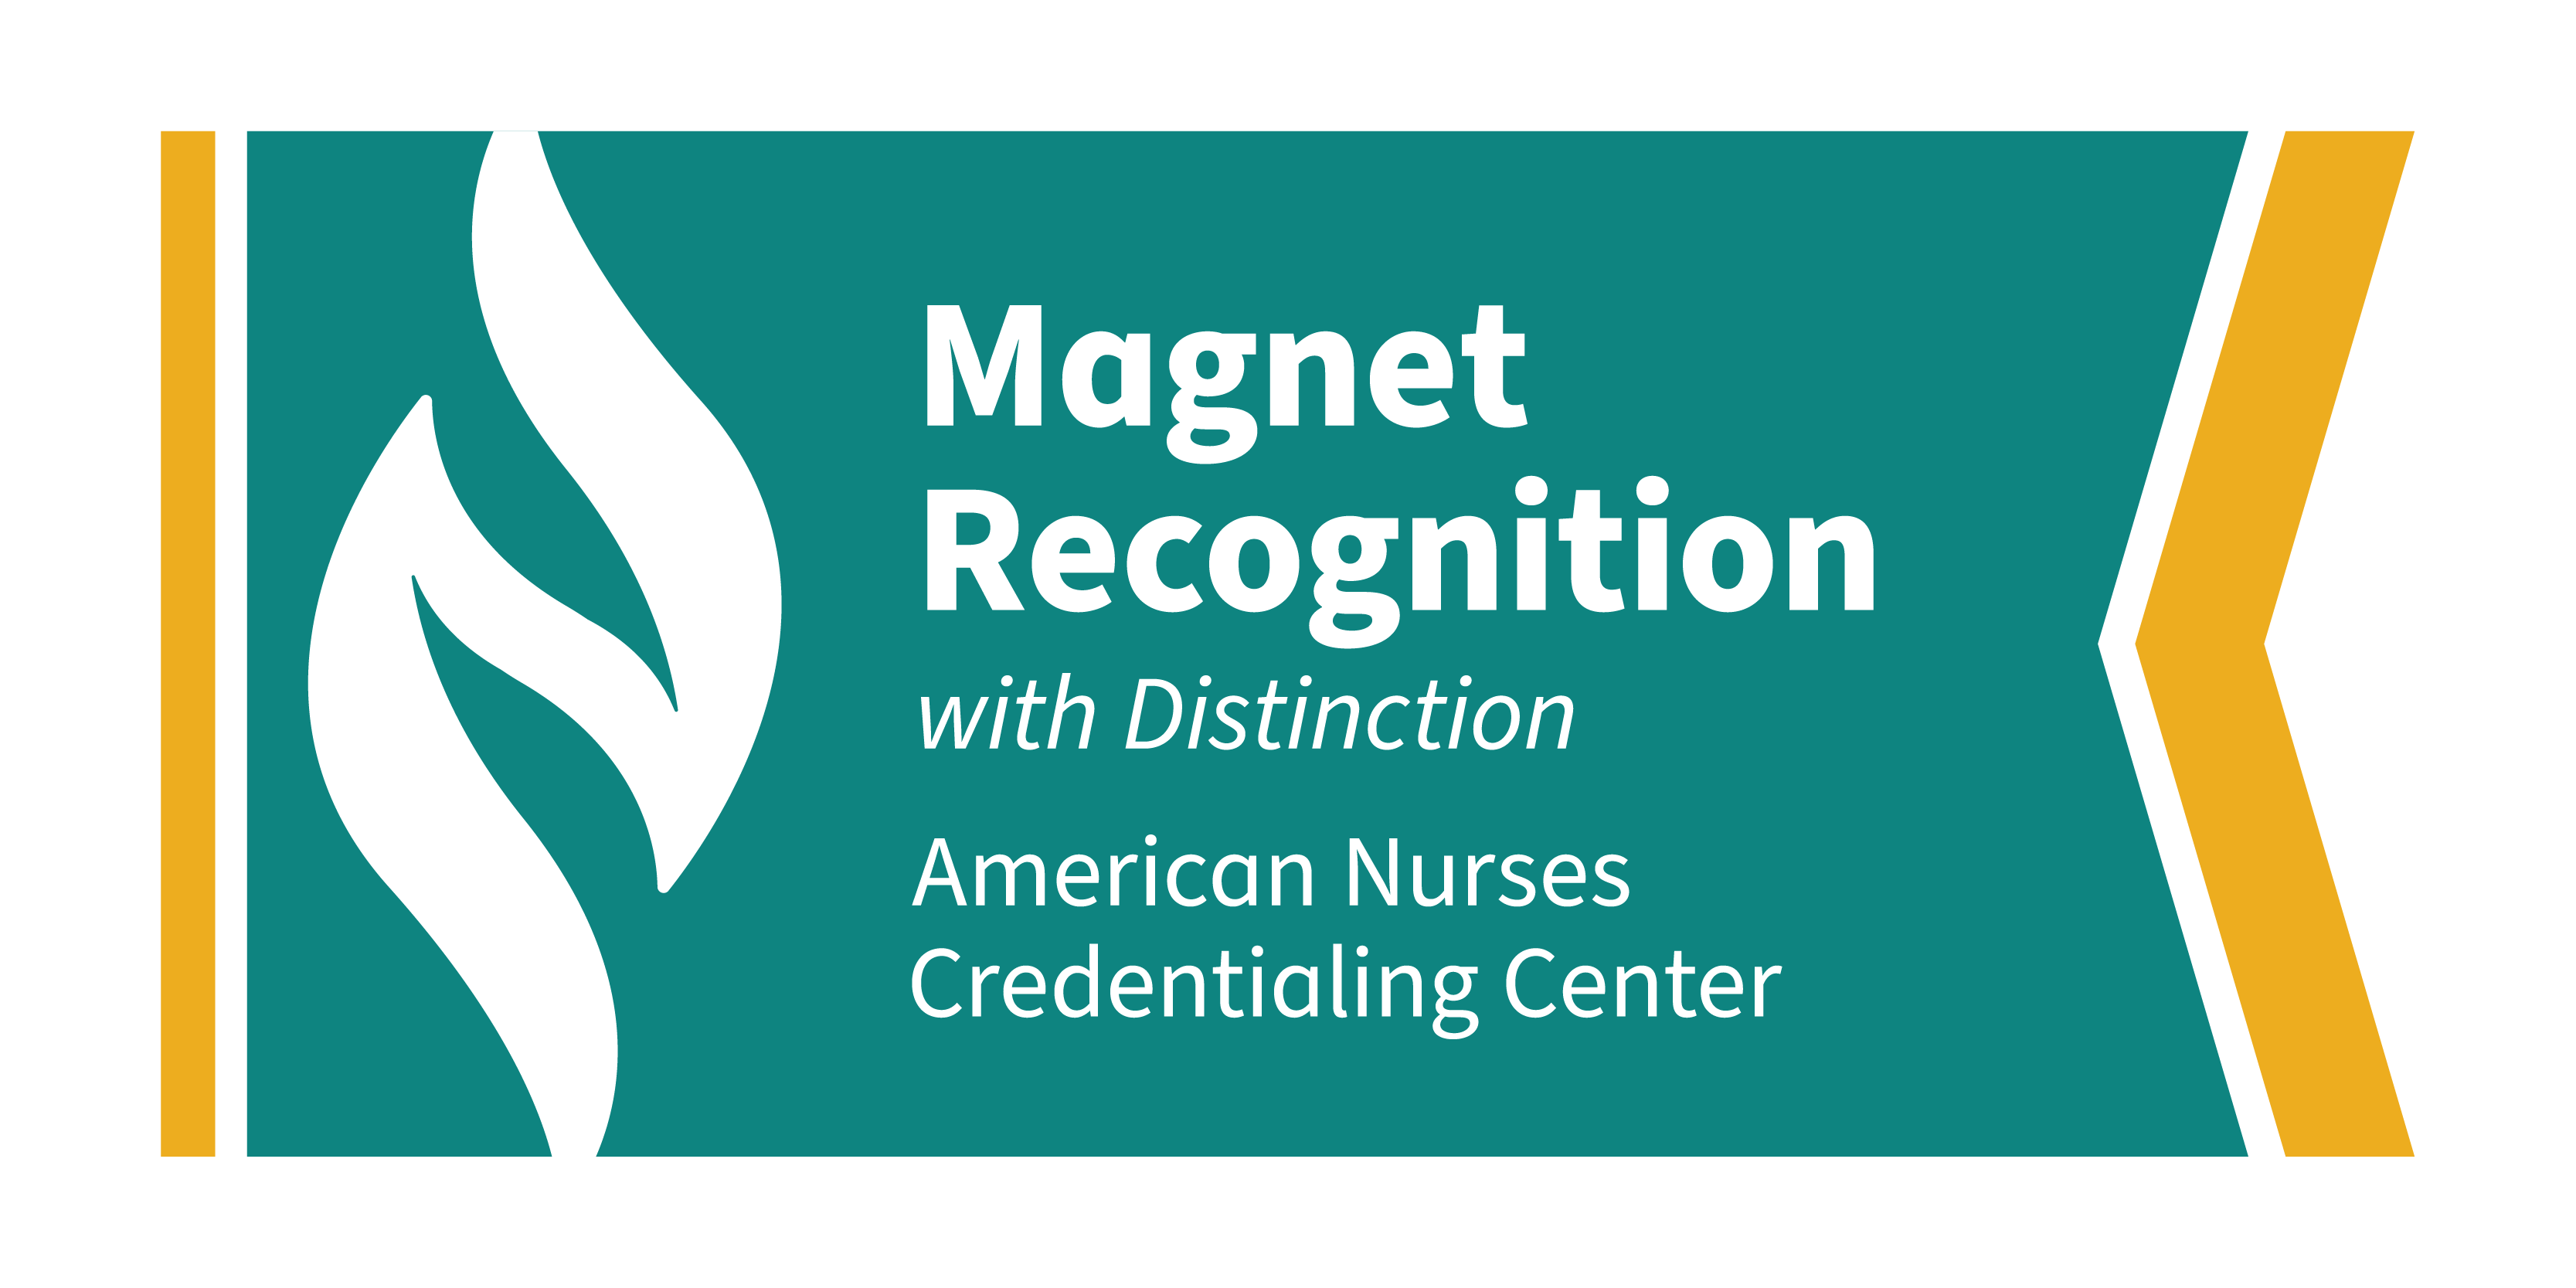 Magnet
Recognition
with Distinction
American Nurses
Credentialing Center